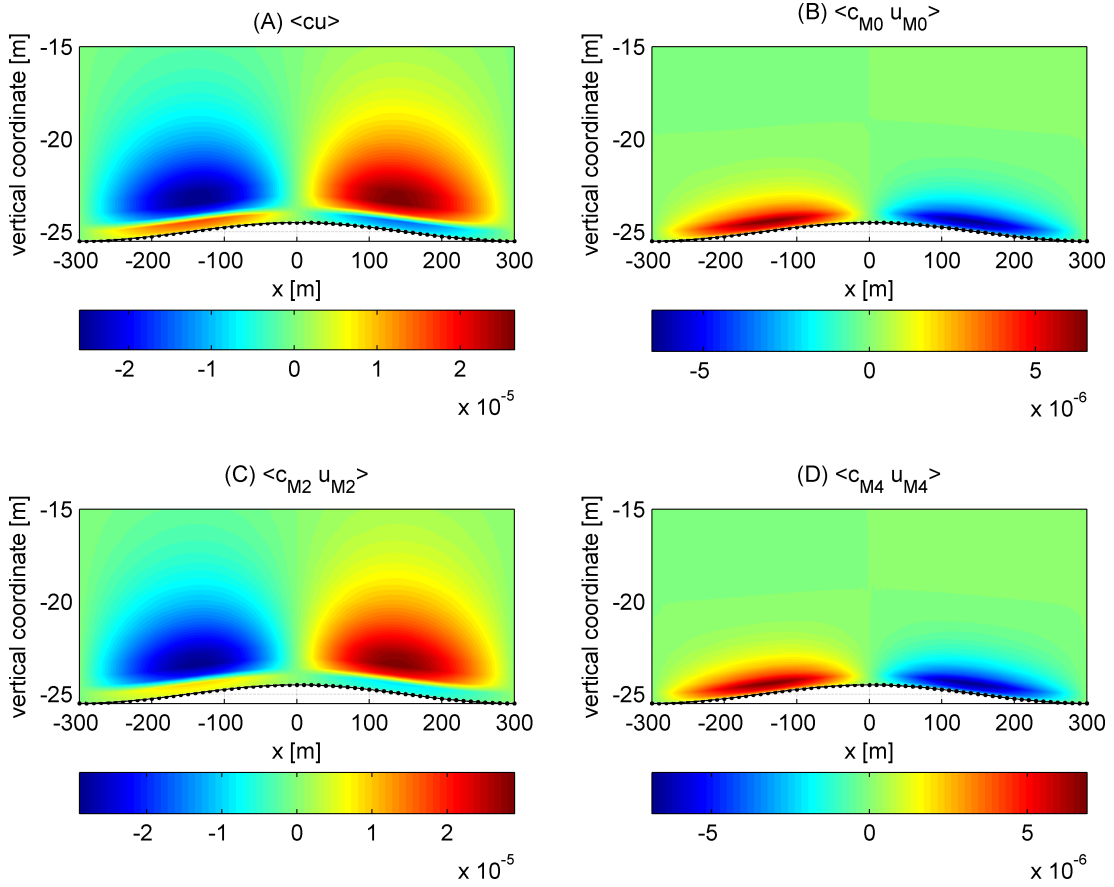 (A) <cu>
vertical coordinate [m]
-15
-20
-25
-300 -200 -100 0 100 200 300
x [m]
-2 -1 0 1 2
x 10^-5
(B) <c_M0 u_M0>
vertical coordinate [m]
-15
-20
-25
-300 -200 -100 0 100 200 300
x [m]
-5 0 5
x 10^-6
(C) <c_M2 u_M2>
vertical coordinate [m]
-15
-20
-25
-300 -200 -100 0 100 200 300
x [m]
-2 -1 0 1 2
x 10^-5
(D) <c_M4 u_M4>
vertical coordinate [m]
-15
-20
-25
-300 -200 -100 0 100 200 300
x [m]
-5 0 5
x 10^-6